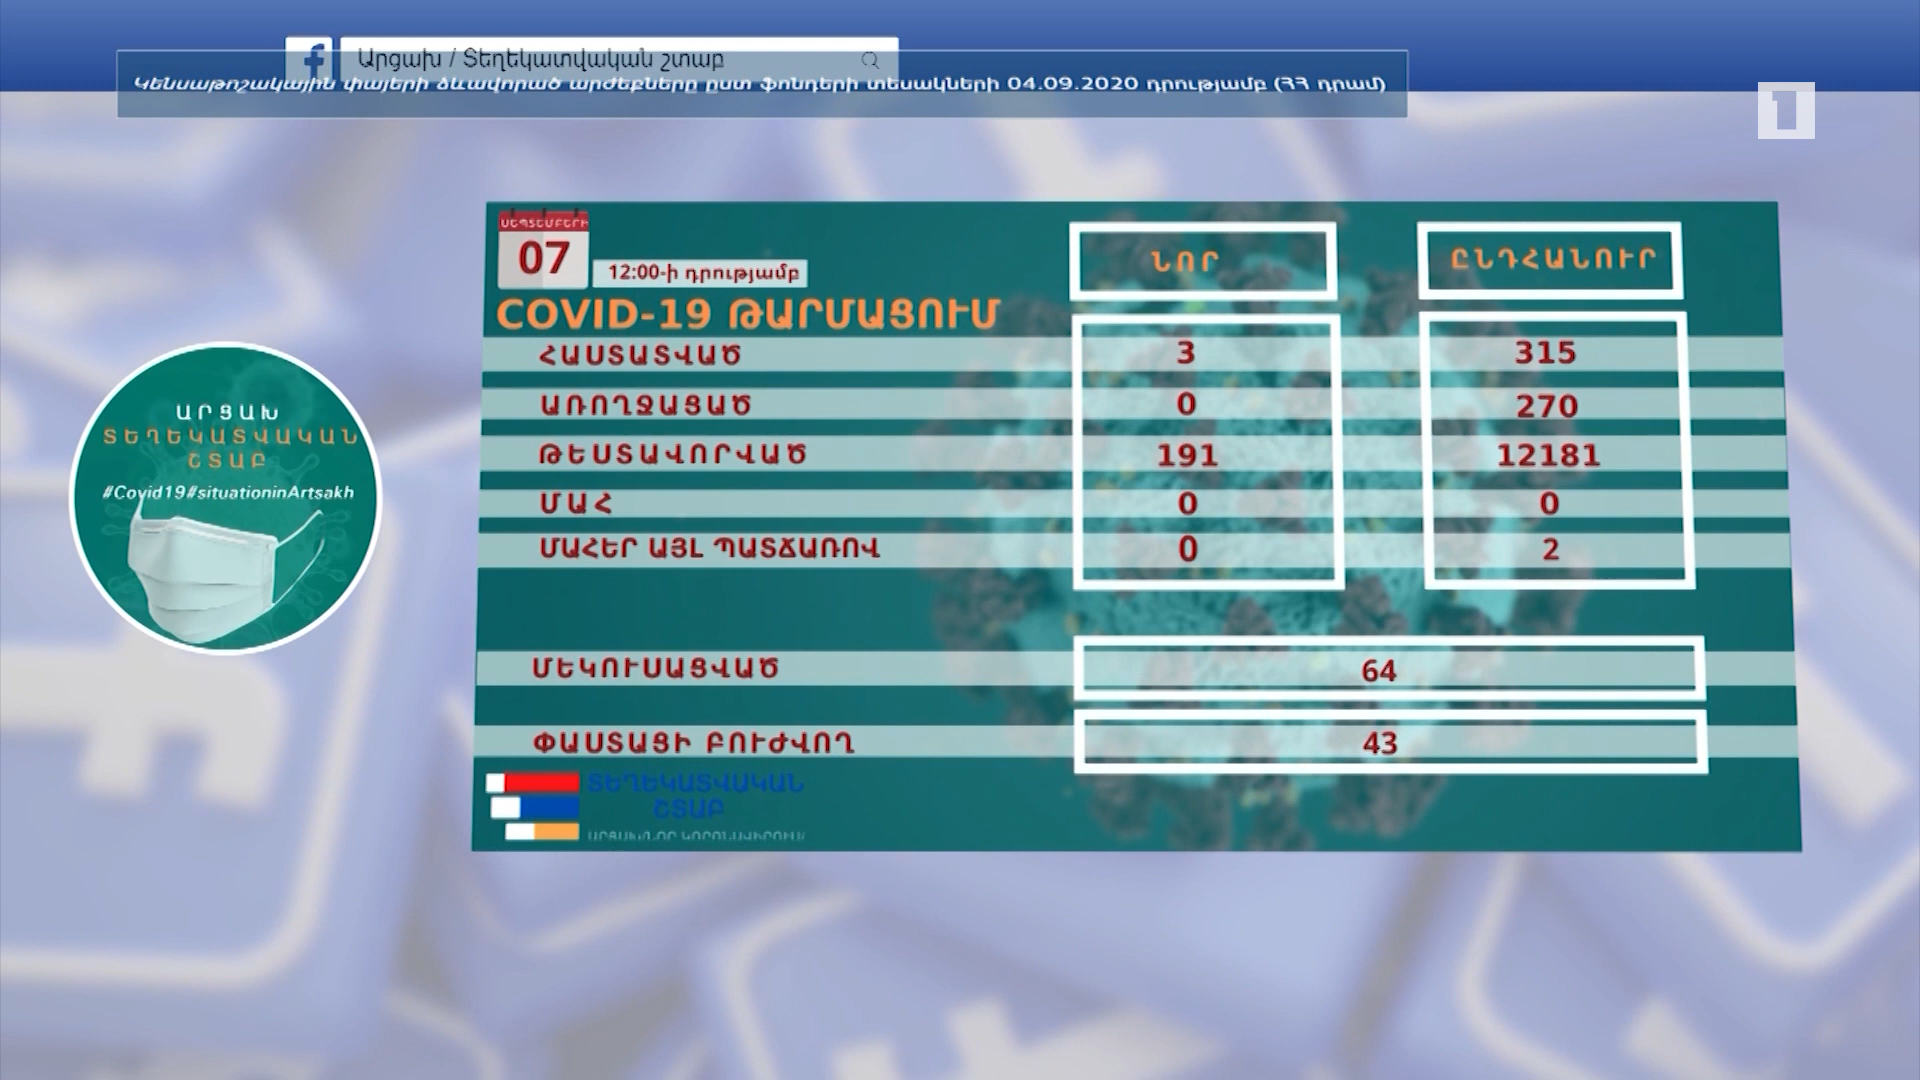 Արցախ / Տեղեկատվական շտաբ
Կենսաթոշակային փայերի ձևավորած արժեքները ըստ ֆոնդերի տեսակների 04.09.2020 դրությամբ (ՀՀ դրամ)
1
ՍԵՊՏԵՄԲԵՐԻ
07
12:00-ի դրությամբ
COVID-19 ԹԱՐՄԱՑՈՒՄ
ՆՈՐ ԸՆԴՀԱՆՈՒՐ
ՀԱՍՏԱՏՎԱԾ 3 315
ԱՌՈՂՋԱՑԱԾ 0 270
ԹԵՍՏԱՎՈՐՎԱԾ 191 12181
ՄԱՀ 0 0
ՄԱՀԵՐ ԱՅԼ ՊԱՏՃԱՌՈՎ 0 2
ՄԵԿՈՒՍԱՑՎԱԾ 64
ՓԱՍՏԱՑԻ ԲՈՒԺՎՈՂ 43
ՏԵՂԵԿԱՏՎԱԿԱՆ
ՇՏԱԲ
ԱՐՑԱԽ
ՏԵՂԵԿԱՏՎԱԿԱՆ
ՇՏԱԲ
#Covid19#situationinArtsakh